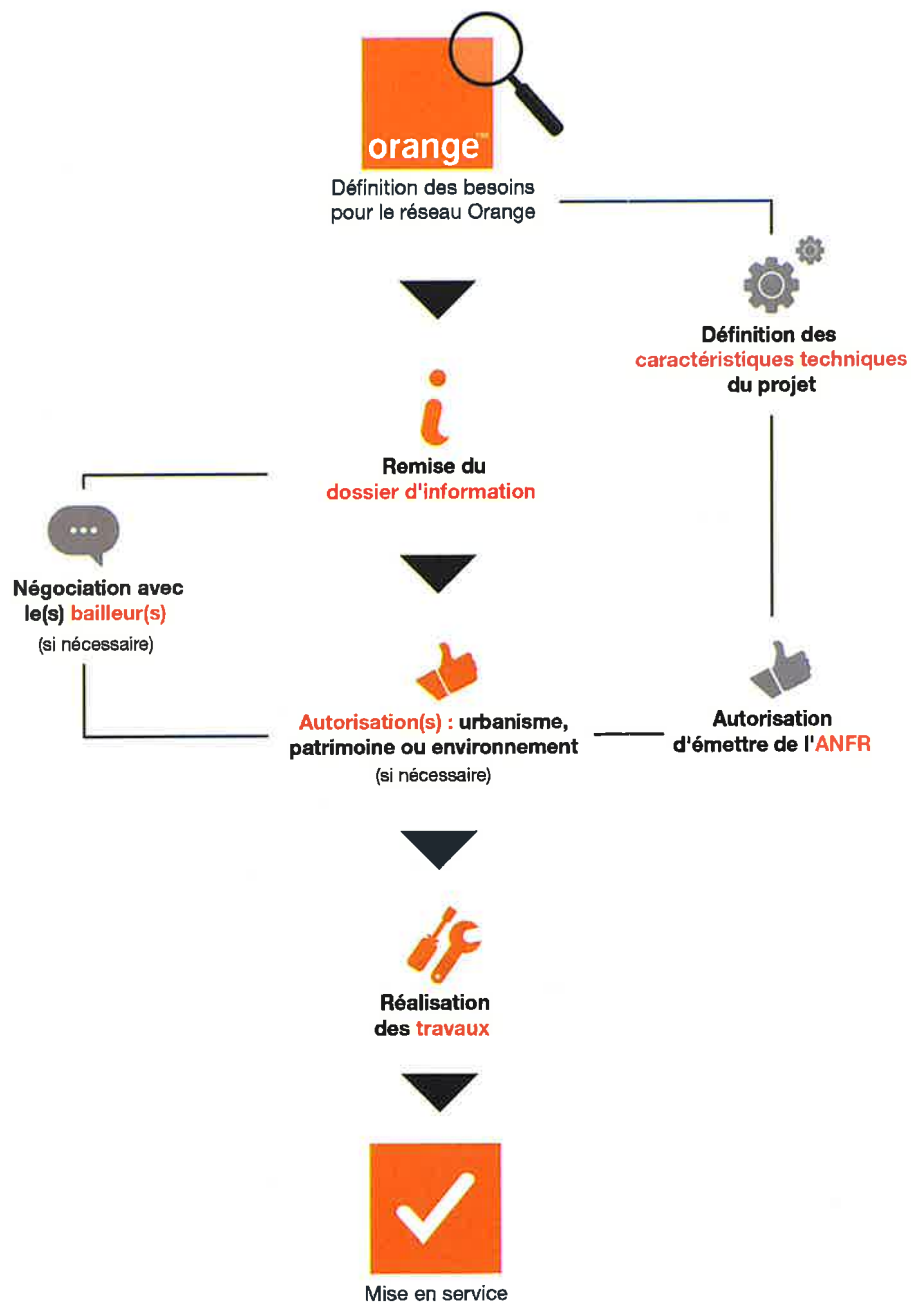 orange™
Définition des besoins
pour le réseau Orange
Définition des
caractéristiques techniques
du projet
Remise du
dossier d'information
Négociation avec
le(s) bailleur(s)
(si nécessaire)
Autorisation(s) : urbanisme,
patrimoine ou environnement
(si nécessaire)
Autorisation
d'émettre de l'ANFR
Réalisation
des travaux
Mise en service